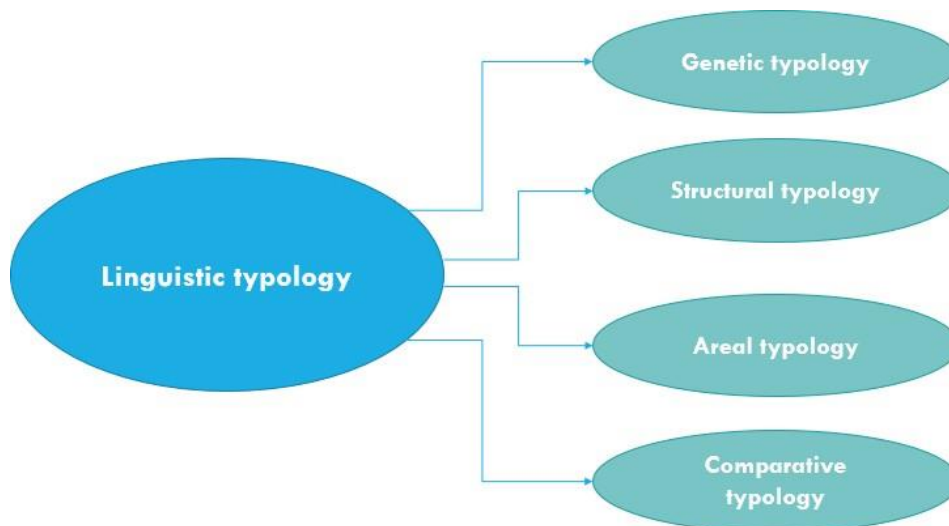 Genetic typology
Structural typology
Linguistic typology
Areal typology
Comparative
typology